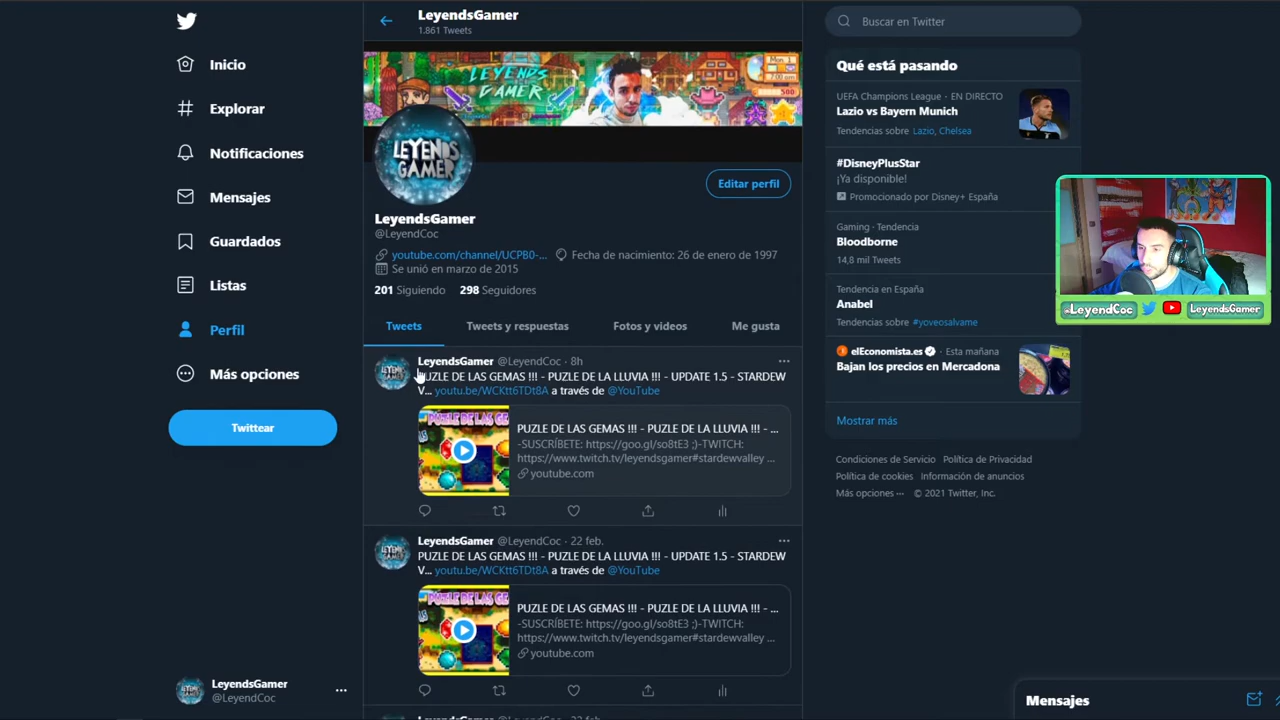 Inicio
Explorar
Notificaciones
Mensajes
Guardados
Listas
Perfil
Más opciones
Twittear
LeyendsGamer
@LeyendCoc
LeyendsGamer
1.861 Tweets
LEYENDS
GAMER
Mon. 1
500
LEYENDS
GAMER
Editar perfil
LeyendsGamer
@LeyendCoc
youtube.com/channel/UCPB0-... Fecha de nacimiento: 26 de enero de 1997
Se unió en marzo de 2015
201 Siguiendo 298 Seguidores
Tweets Tweets y respuestas Fotos y videos Me gusta
LeyendsGamer @LeyendCoc · 8h
PUZLE DE LAS GEMAS !!! - PUZLE DE LA LLUVIA !!! - UPDATE 1.5 - STARDEW
V... youtu.be/WCKtt6TDt8A a través de @YouTube
PUZLE DE LAS GEMAS !!! - PUZLE DE LA LLUVIA !!! - ...
-SUSCRÍBETE: https://goo.gl/so8tE3 ;)-TWITCH:
https://www.twitch.tv/leyendsgamer#stardewvalley ...
youtube.com
LeyendsGamer @LeyendCoc · 22 feb.
PUZLE DE LAS GEMAS !!! - PUZLE DE LA LLUVIA !!! - UPDATE 1.5 - STARDEW
V... youtu.be/WCKtt6TDt8A a través de @YouTube
PUZLE DE LAS GEMAS !!! - PUZLE DE LA LLUVIA !!! - ...
-SUSCRÍBETE: https://goo.gl/so8tE3 ;)-TWITCH:
https://www.twitch.tv/leyendsgamer#stardewvalley ...
youtube.com
Buscar en Twitter
Qué está pasando
UEFA Champions League · EN DIRECTO
Lazio vs Bayern Munich
Tendencias sobre Lazio, Chelsea
#DisneyPlusStar
¡Ya disponible!
Promocionado por Disney+ España
Gaming · Tendencia
Bloodborne
14,8 mil Tweets
Tendencia en España
Anabel
Tendencias sobre #yoveosalvame
elEconomista.es · Esta mañana
Bajan los precios en Mercadona
Mostrar más
Condiciones de Servicio Política de Privacidad
Política de cookies Información de anuncios
Más opciones ··· © 2021 Twitter, Inc.
@LeyendCoc LeyendsGamer
Mensajes